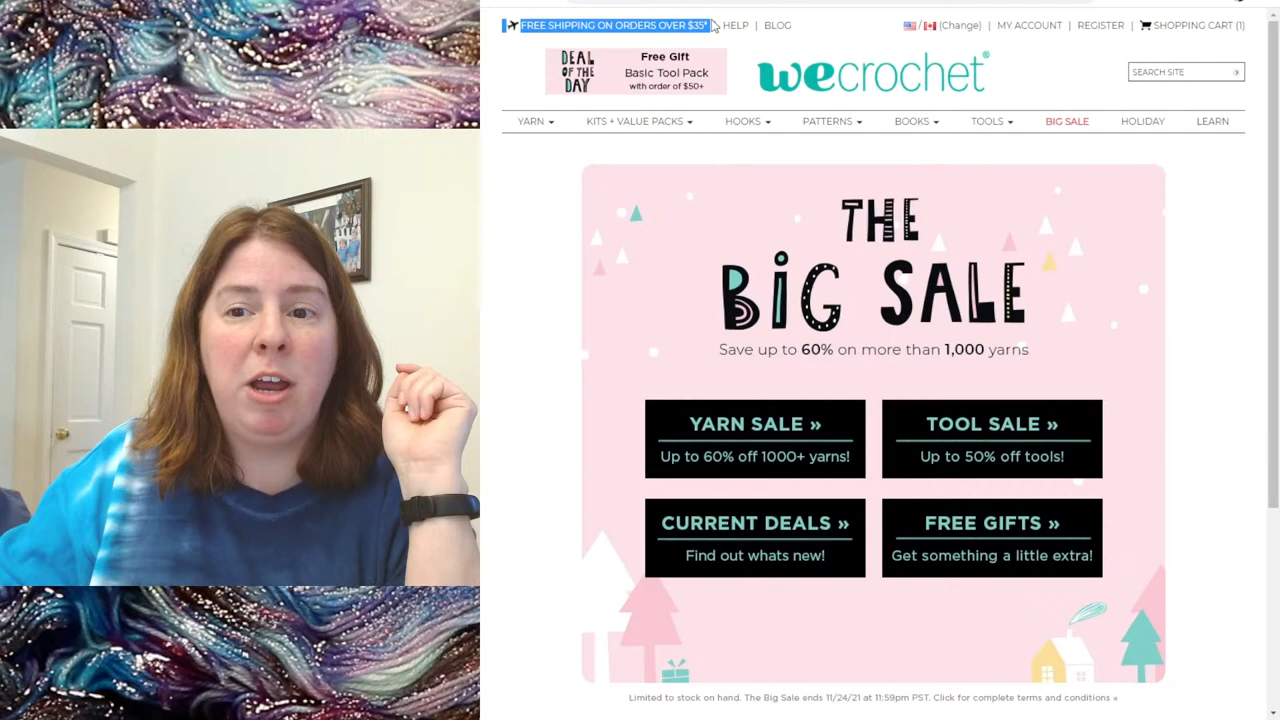 FREE SHIPPING ON ORDERS OVER $35* HELP | BLOG
/ (Change) | MY ACCOUNT | REGISTER | SHOPPING CART (1)
DEAL OF THE DAY
Free Gift
Basic Tool Pack
with order of $50+
wecrochet®
SEARCH SITE
YARN KITS + VALUE PACKS HOOKS PATTERNS BOOKS TOOLS BIG SALE HOLIDAY LEARN
THE
BIG SALE
Save up to 60% on more than 1,000 yarns
YARN SALE »
Up to 60% off 1000+ yarns!
TOOL SALE »
Up to 50% off tools!
CURRENT DEALS »
Find out whats new!
FREE GIFTS »
Get something a little extra!
Limited to stock on hand. The Big Sale ends 11/24/21 at 11:59pm PST. Click for complete terms and conditions »